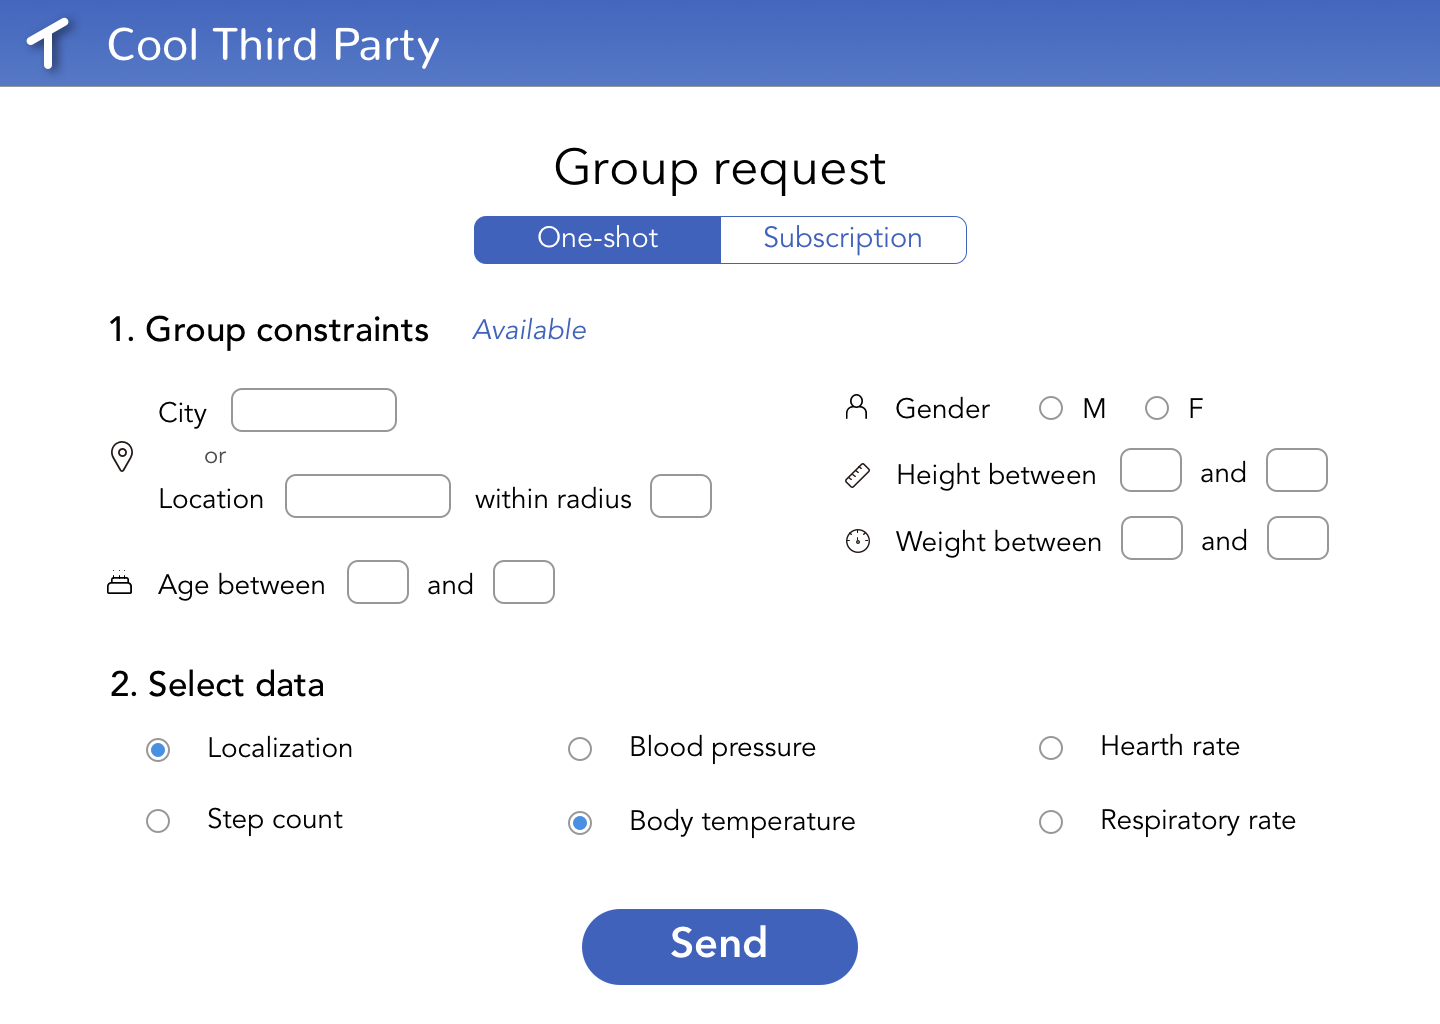 Cool Third Party
Group request
One-shot Subscription
1. Group constraints Available
City
or
Location within radius
Age between and
Gender M F
Height between and
Weight between and
2. Select data
Localization Blood pressure Hearth rate
Step count Body temperature Respiratory rate
Send